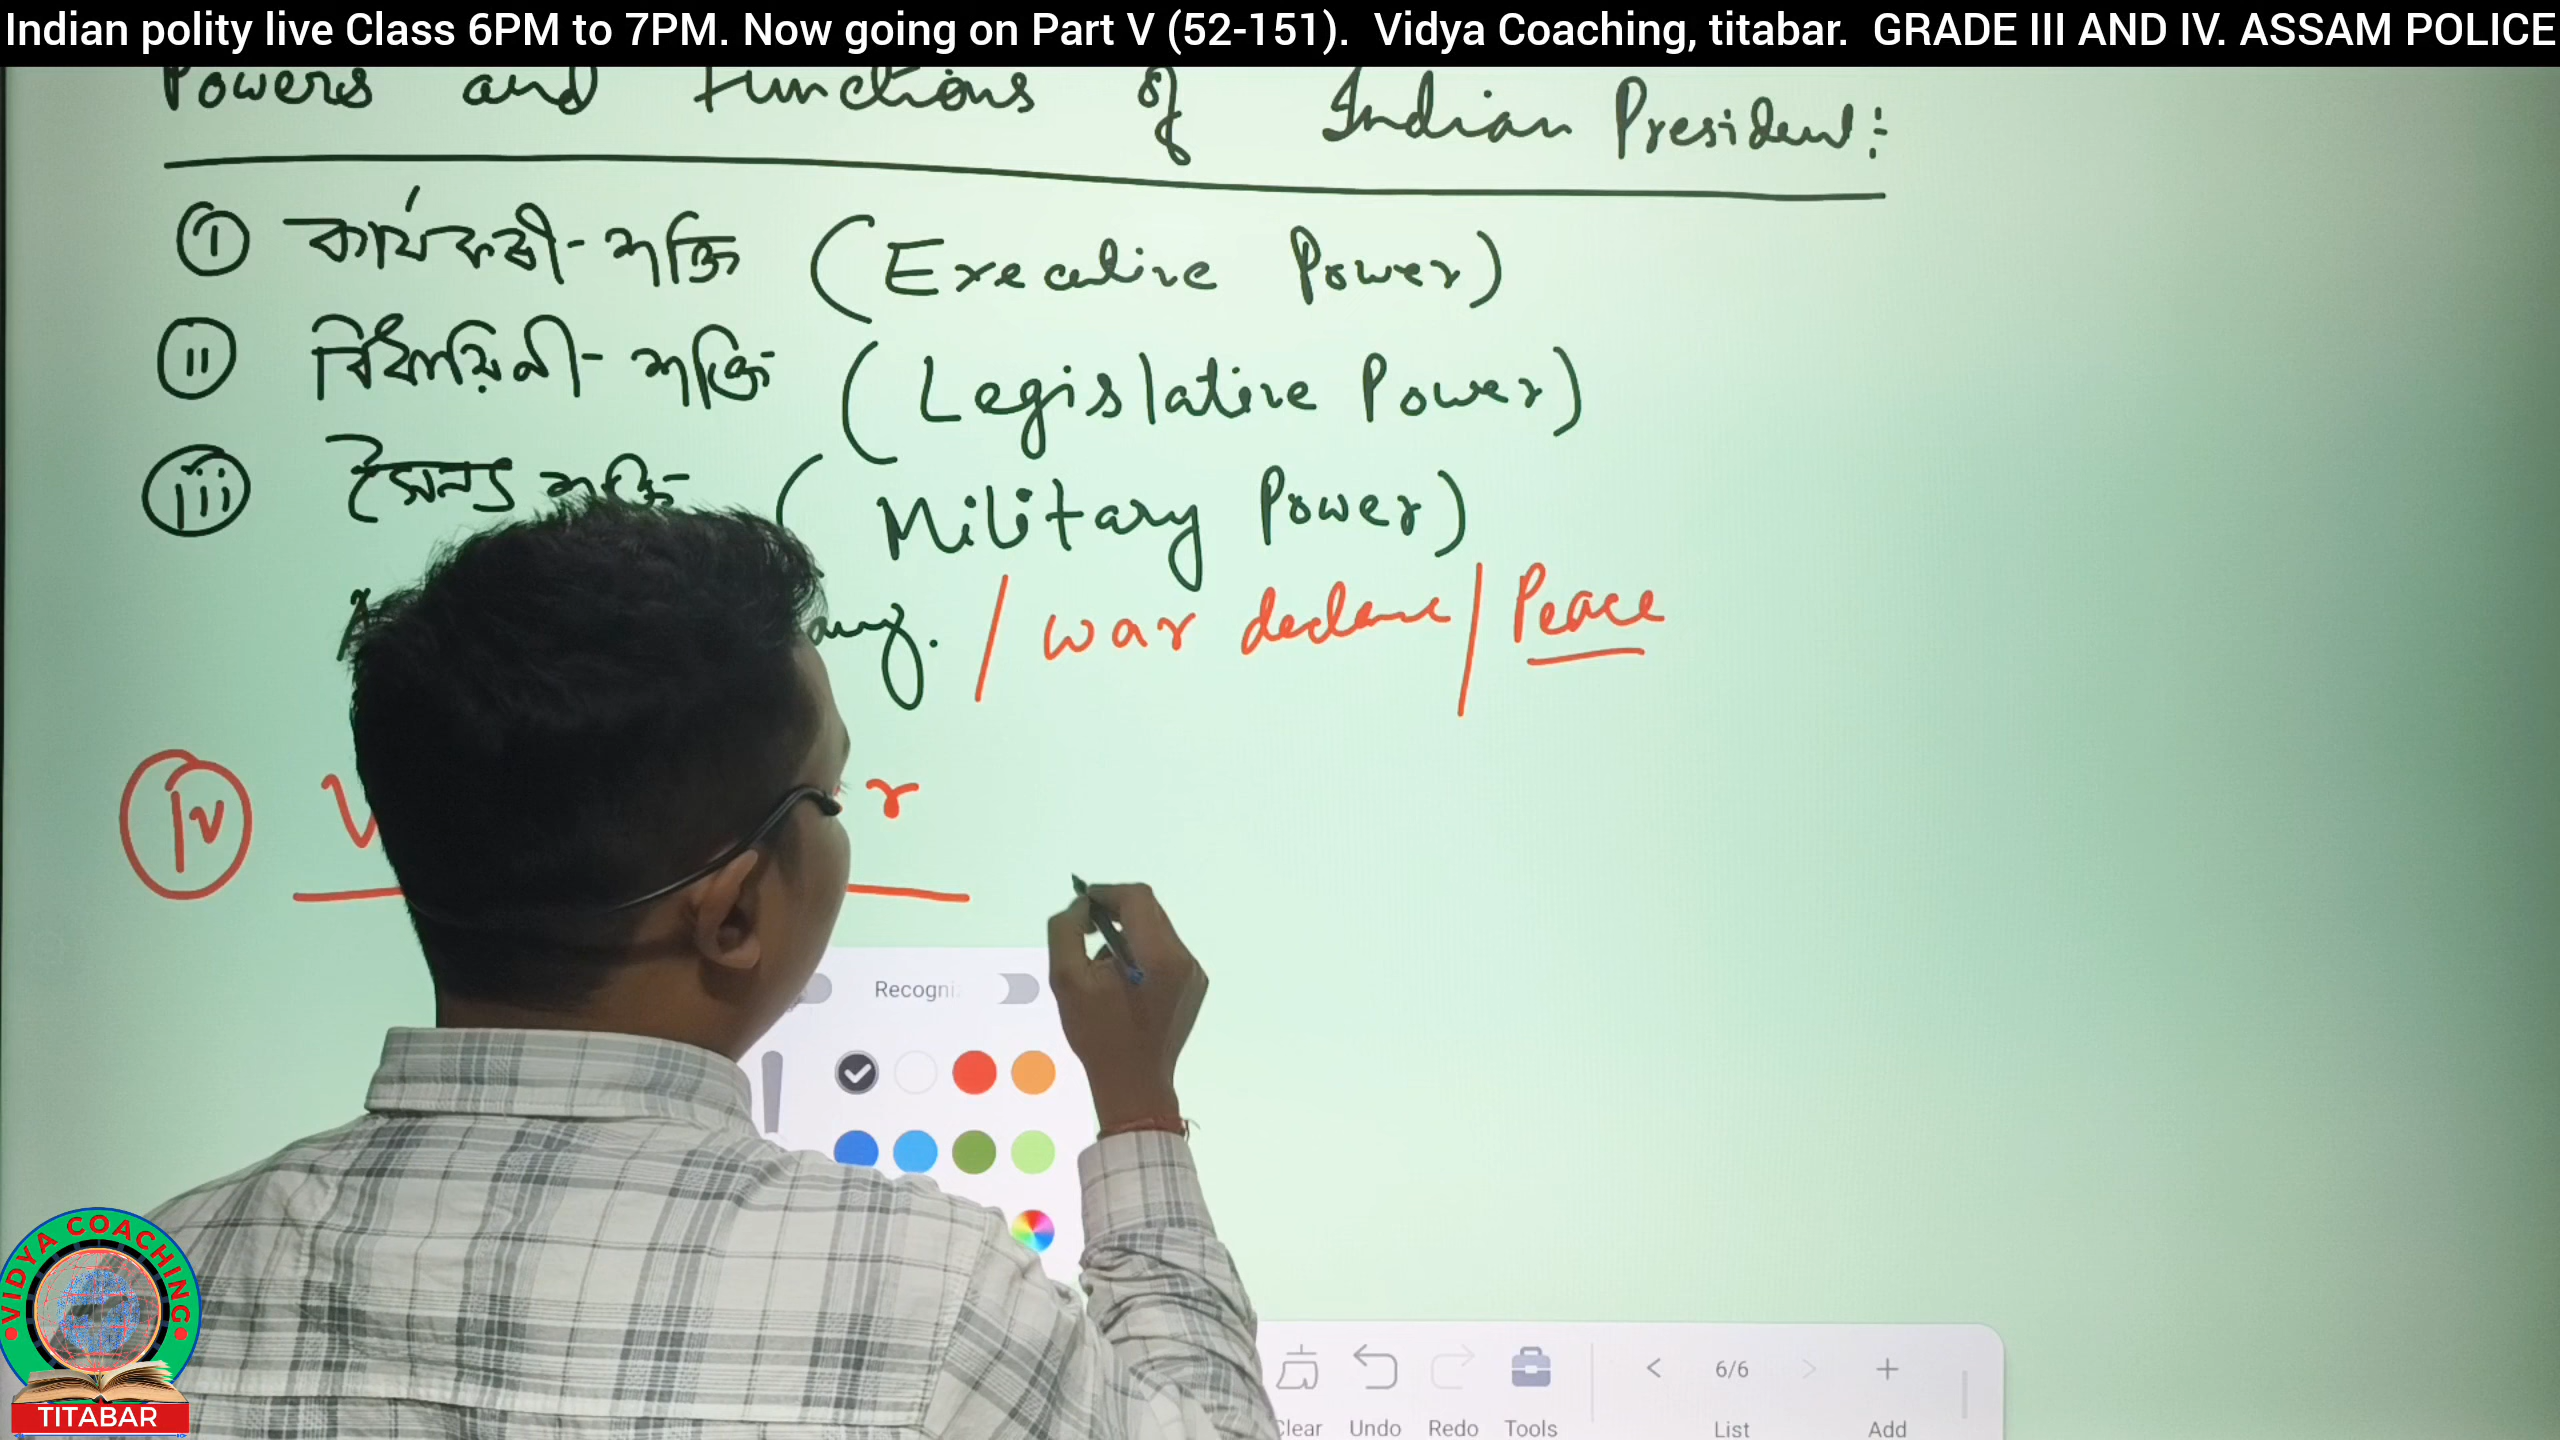 Indian polity live Class 6PM to 7PM. Now going on Part V (52-151). Vidya Coaching, titabar. GRADE III AND IV. ASSAM POLICE
Powers and Functions of Indian President:
(i) কাৰ্যকৰী-শক্তি (Executive Power)
(ii) বিধায়িনী-শক্তি (Legislative Power)
(iii) সৈন্য শক্তি (Military Power)
/ war declare / Peace
(iv)
Recogni
Clear Undo Redo Tools
6/6
List Add
VIDYA COACHING
TITABAR